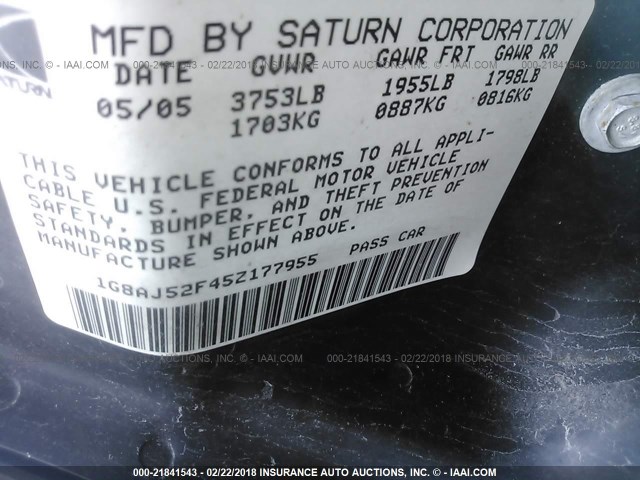 MFD BY SATURN CORPORATION
DATE GVWR GAWR FRT GAWR RR
05/05 3753LB 1955LB 1798LB
1703KG 0887KG 0816KG
SATURN
THIS VEHICLE CONFORMS TO ALL APPLI-
CABLE U.S. FEDERAL MOTOR VEHICLE
SAFETY, BUMPER, AND THEFT PREVENTION
STANDARDS IN EFFECT ON THE DATE OF
MANUFACTURE SHOWN ABOVE.
1G8AJ52F45Z177955 PASS CAR
000-21841543 - 02/22/2018 INSURANCE AUTO AUCTIONS, INC. - ©IAAI.COM